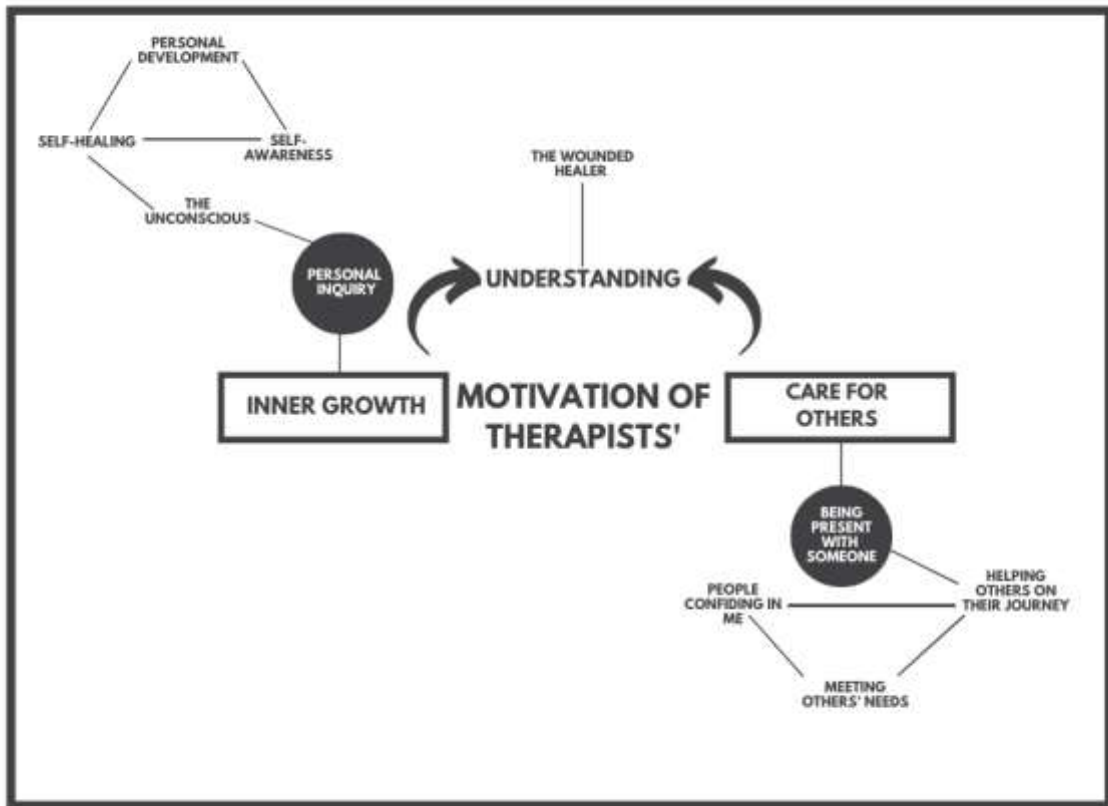 PERSONAL
DEVELOPMENT
SELF-HEALING
SELF-
AWARENESS
THE
UNCONSCIOUS
PERSONAL
INQUIRY
THE WOUNDED
HEALER
UNDERSTANDING
INNER GROWTH
MOTIVATION OF
THERAPISTS'
CARE FOR
OTHERS
BEING
PRESENT
WITH
SOMEONE
PEOPLE
CONFIDING IN
ME
HELPING
OTHERS ON
THEIR JOURNEY
MEETING
OTHERS' NEEDS